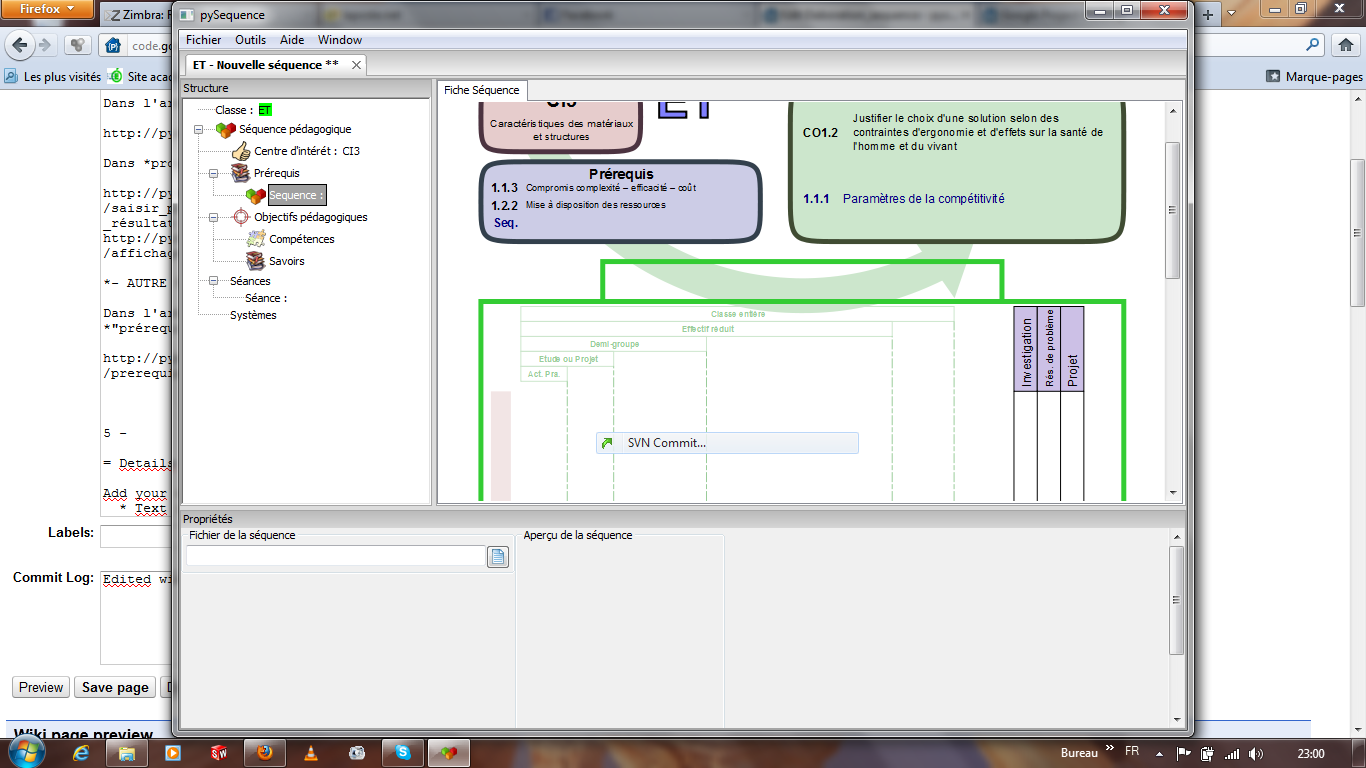 Firefox
Zimbra: R
pySequence
code.go
Les plus visités
Site acad
Marque-pages
Fichier
Outils
Aide
Window
ET - Nouvelle séquence **
Structure
Fiche Séquence
Classe : ET
Séquence pédagogique
Centre d'intérêt : CI3
Prérequis
Sequence :
Objectifs pédagogiques
Compétences
Savoirs
Séances
Séance :
Systèmes
CI3
Caractéristiques des matériaux
et structures
ET
Prérequis
1.1.3 Compromis complexité – efficacité – coût
1.2.2 Mise à disposition des ressources
Seq.
CO1.2
Justifier le choix d'une solution selon des
contraintes d'ergonomie et d'effets sur la santé de
l'homme et du vivant
1.1.1 Paramètres de la compétitivité
Classe entière
Effectif réduit
Demi-groupe
Etude ou Projet
Act. Pra.
Investigation
Rés. de problème
Projet
SVN Commit...
Propriétés
Fichier de la séquence
Aperçu de la séquence
Dans l'ar
http://py
Dans *pro
http://py
/saisir_p
_résultat
http://py
/affichag
*- AUTRE
Dans l'ar
*"prérequ
http://py
/prerequi
5 -
= Details
Add your
* Text
Labels:
Commit Log:
Edited wi
Preview
Save page
Wiki page preview
Bureau
FR
23:00